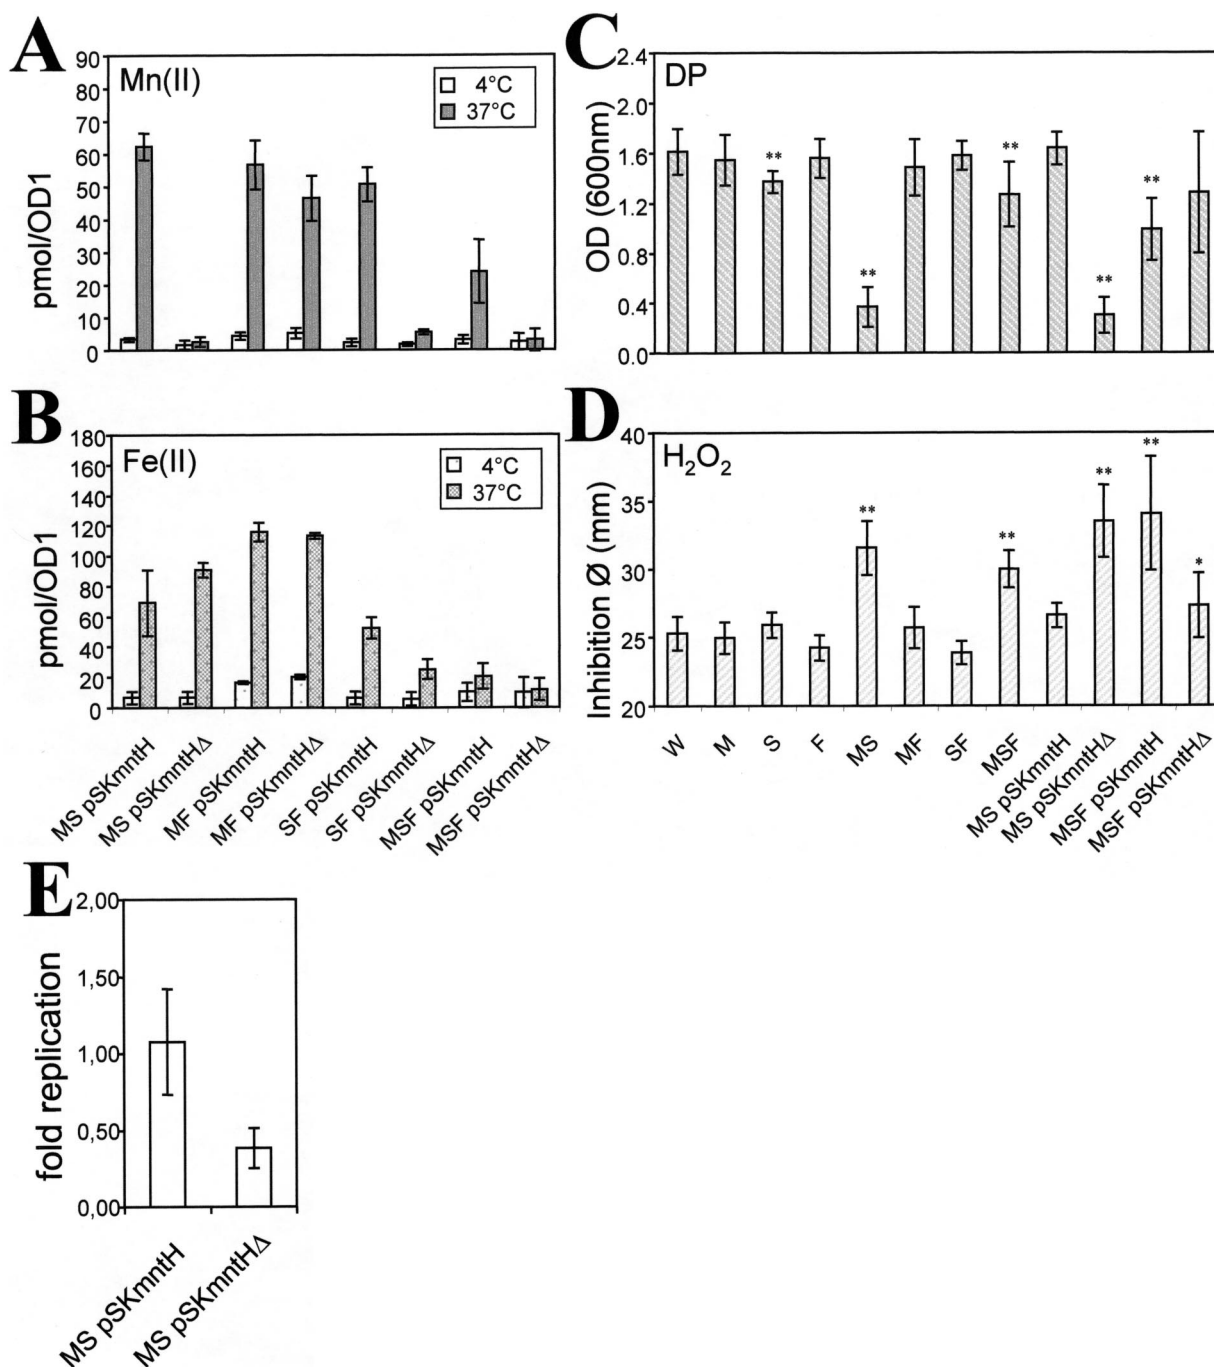 A
Mn(II)
4°C
37°C
90
80
70
60
50
40
30
20
10
0
pmol/OD1
B
Fe(II)
4°C
37°C
180
160
140
120
100
80
60
40
20
0
pmol/OD1
MS pSKmntH
MS pSKmntHΔ
MF pSKmntH
MF pSKmntHΔ
SF pSKmntH
SF pSKmntHΔ
MSF pSKmntH
MSF pSKmntHΔ
C
DP
2.4
2.0
1.6
1.2
0.8
0.4
0.0
OD (600nm)
**
**
**
**
**
D
H₂O₂
40
35
30
25
20
Inhibition Ø (mm)
**
**
**
**
*
W
M
S
F
MS
MF
SF
MSF
MS pSKmntH
MS pSKmntHΔ
MSF pSKmntH
MSF pSKmntHΔ
E
2,00
1,50
1,00
0,50
0,00
fold replication
MS pSKmntH
MS pSKmntHΔ